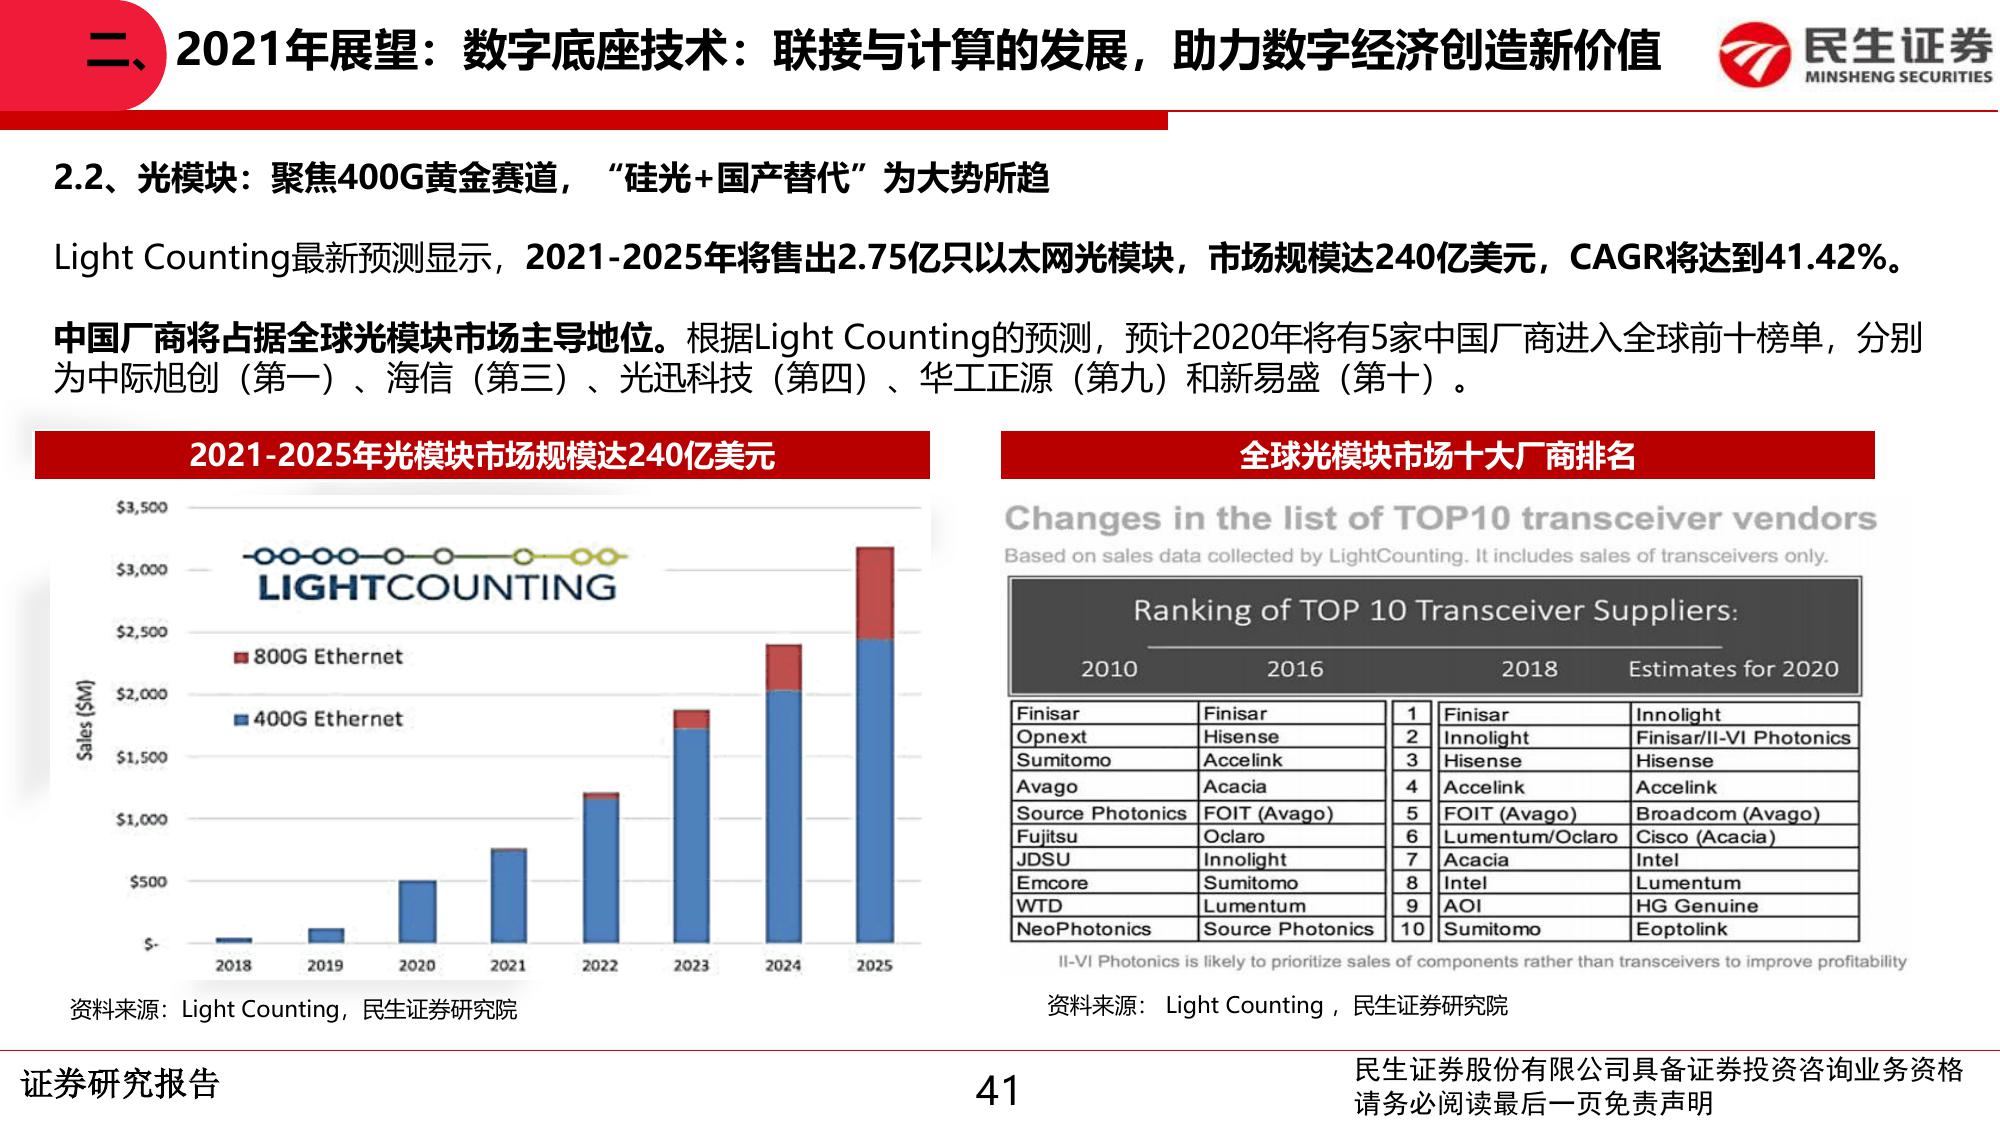 二、2021年展望：数字底座技术：联接与计算的发展，助力数字经济创造新价值
民生证券
MINSHENG SECURITIES
2.2、光模块：聚焦400G黄金赛道，“硅光+国产替代”为大势所趋
Light Counting最新预测显示，2021-2025年将售出2.75亿只以太网光模块，市场规模达240亿美元，CAGR将达到41.42%。
中国厂商将占据全球光模块市场主导地位。根据Light Counting的预测，预计2020年将有5家中国厂商进入全球前十榜单，分别
为中际旭创（第一）、海信（第三）、光迅科技（第四）、华工正源（第九）和新易盛（第十）。
2021-2025年光模块市场规模达240亿美元
$3,500
$3,000
$2,500
$2,000
$1,500
$1,000
$500
$-
Sales ($M)
LIGHTCOUNTING
800G Ethernet
400G Ethernet
2018 2019 2020 2021 2022 2023 2024 2025
资料来源：Light Counting，民生证券研究院
全球光模块市场十大厂商排名
Changes in the list of TOP10 transceiver vendors
Based on sales data collected by LightCounting. It includes sales of transceivers only.
Ranking of TOP 10 Transceiver Suppliers:
2010 2016 2018 Estimates for 2020
Finisar Finisar 1 Finisar Innolight
Opnext Hisense 2 Innolight Finisar/II-VI Photonics
Sumitomo Accelink 3 Hisense Hisense
Avago Acacia 4 Accelink Accelink
Source Photonics FOIT (Avago) 5 FOIT (Avago) Broadcom (Avago)
Fujitsu Oclaro 6 Lumentum/Oclaro Cisco (Acacia)
JDSU Innolight 7 Acacia Intel
Emcore Sumitomo 8 Intel Lumentum
WTD Lumentum 9 AOI HG Genuine
NeoPhotonics Source Photonics 10 Sumitomo Eoptolink
II-VI Photonics is likely to prioritize sales of components rather than transceivers to improve profitability
资料来源： Light Counting ，民生证券研究院
证券研究报告
41
民生证券股份有限公司具备证券投资咨询业务资格
请务必阅读最后一页免责声明